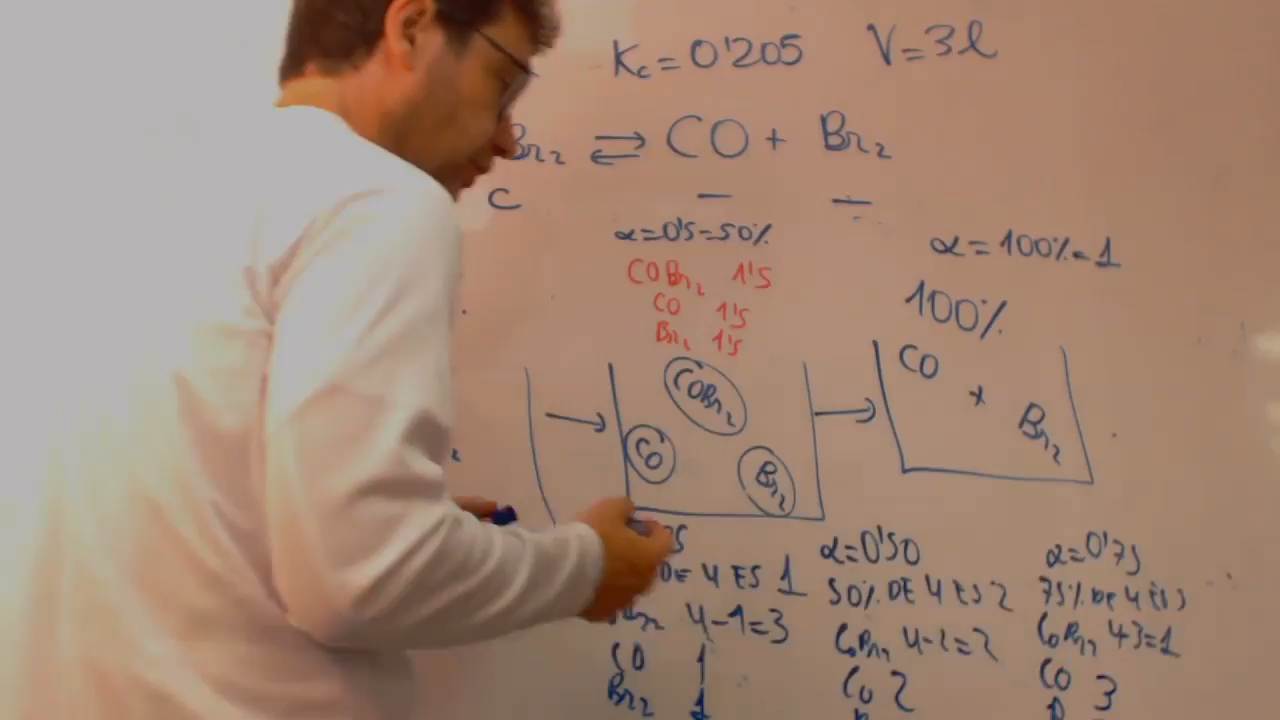 Kc = 0'205 V = 3 l
Br2 ⇄ CO + Br2
C — —
α = 0'5 = 50%
COBr2 1'5
CO 1'5
Br2 1'5
α = 100% = 1
100%
COBr2
CO
Br2
CO + Br2
DE 4 ES 1
4-1=3
CO 1
Br2 1
α = 0'50
50% DE 4 ES 2
COBr2 4-2=2
CO 2
α = 0'75
75% DE 4 ES 3
COBr2 4-3=1
CO 3